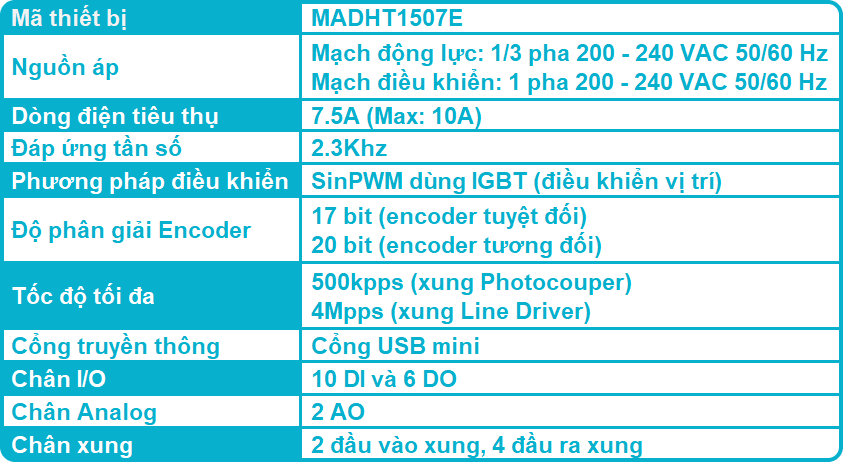 Mã thiết bị MADHT1507E
Nguồn áp Mạch động lực: 1/3 pha 200 - 240 VAC 50/60 Hz
Mạch điều khiển: 1 pha 200 - 240 VAC 50/60 Hz
Dòng điện tiêu thụ 7.5A (Max: 10A)
Đáp ứng tần số 2.3Khz
Phương pháp điều khiển SinPWM dùng IGBT (điều khiển vị trí)
Độ phân giải Encoder 17 bit (encoder tuyệt đối)
20 bit (encoder tương đối)
Tốc độ tối đa 500kpps (xung Photocouper)
4Mpps (xung Line Driver)
Cổng truyền thông Cổng USB mini
Chân I/O 10 DI và 6 DO
Chân Analog 2 AO
Chân xung 2 đầu vào xung, 4 đầu ra xung